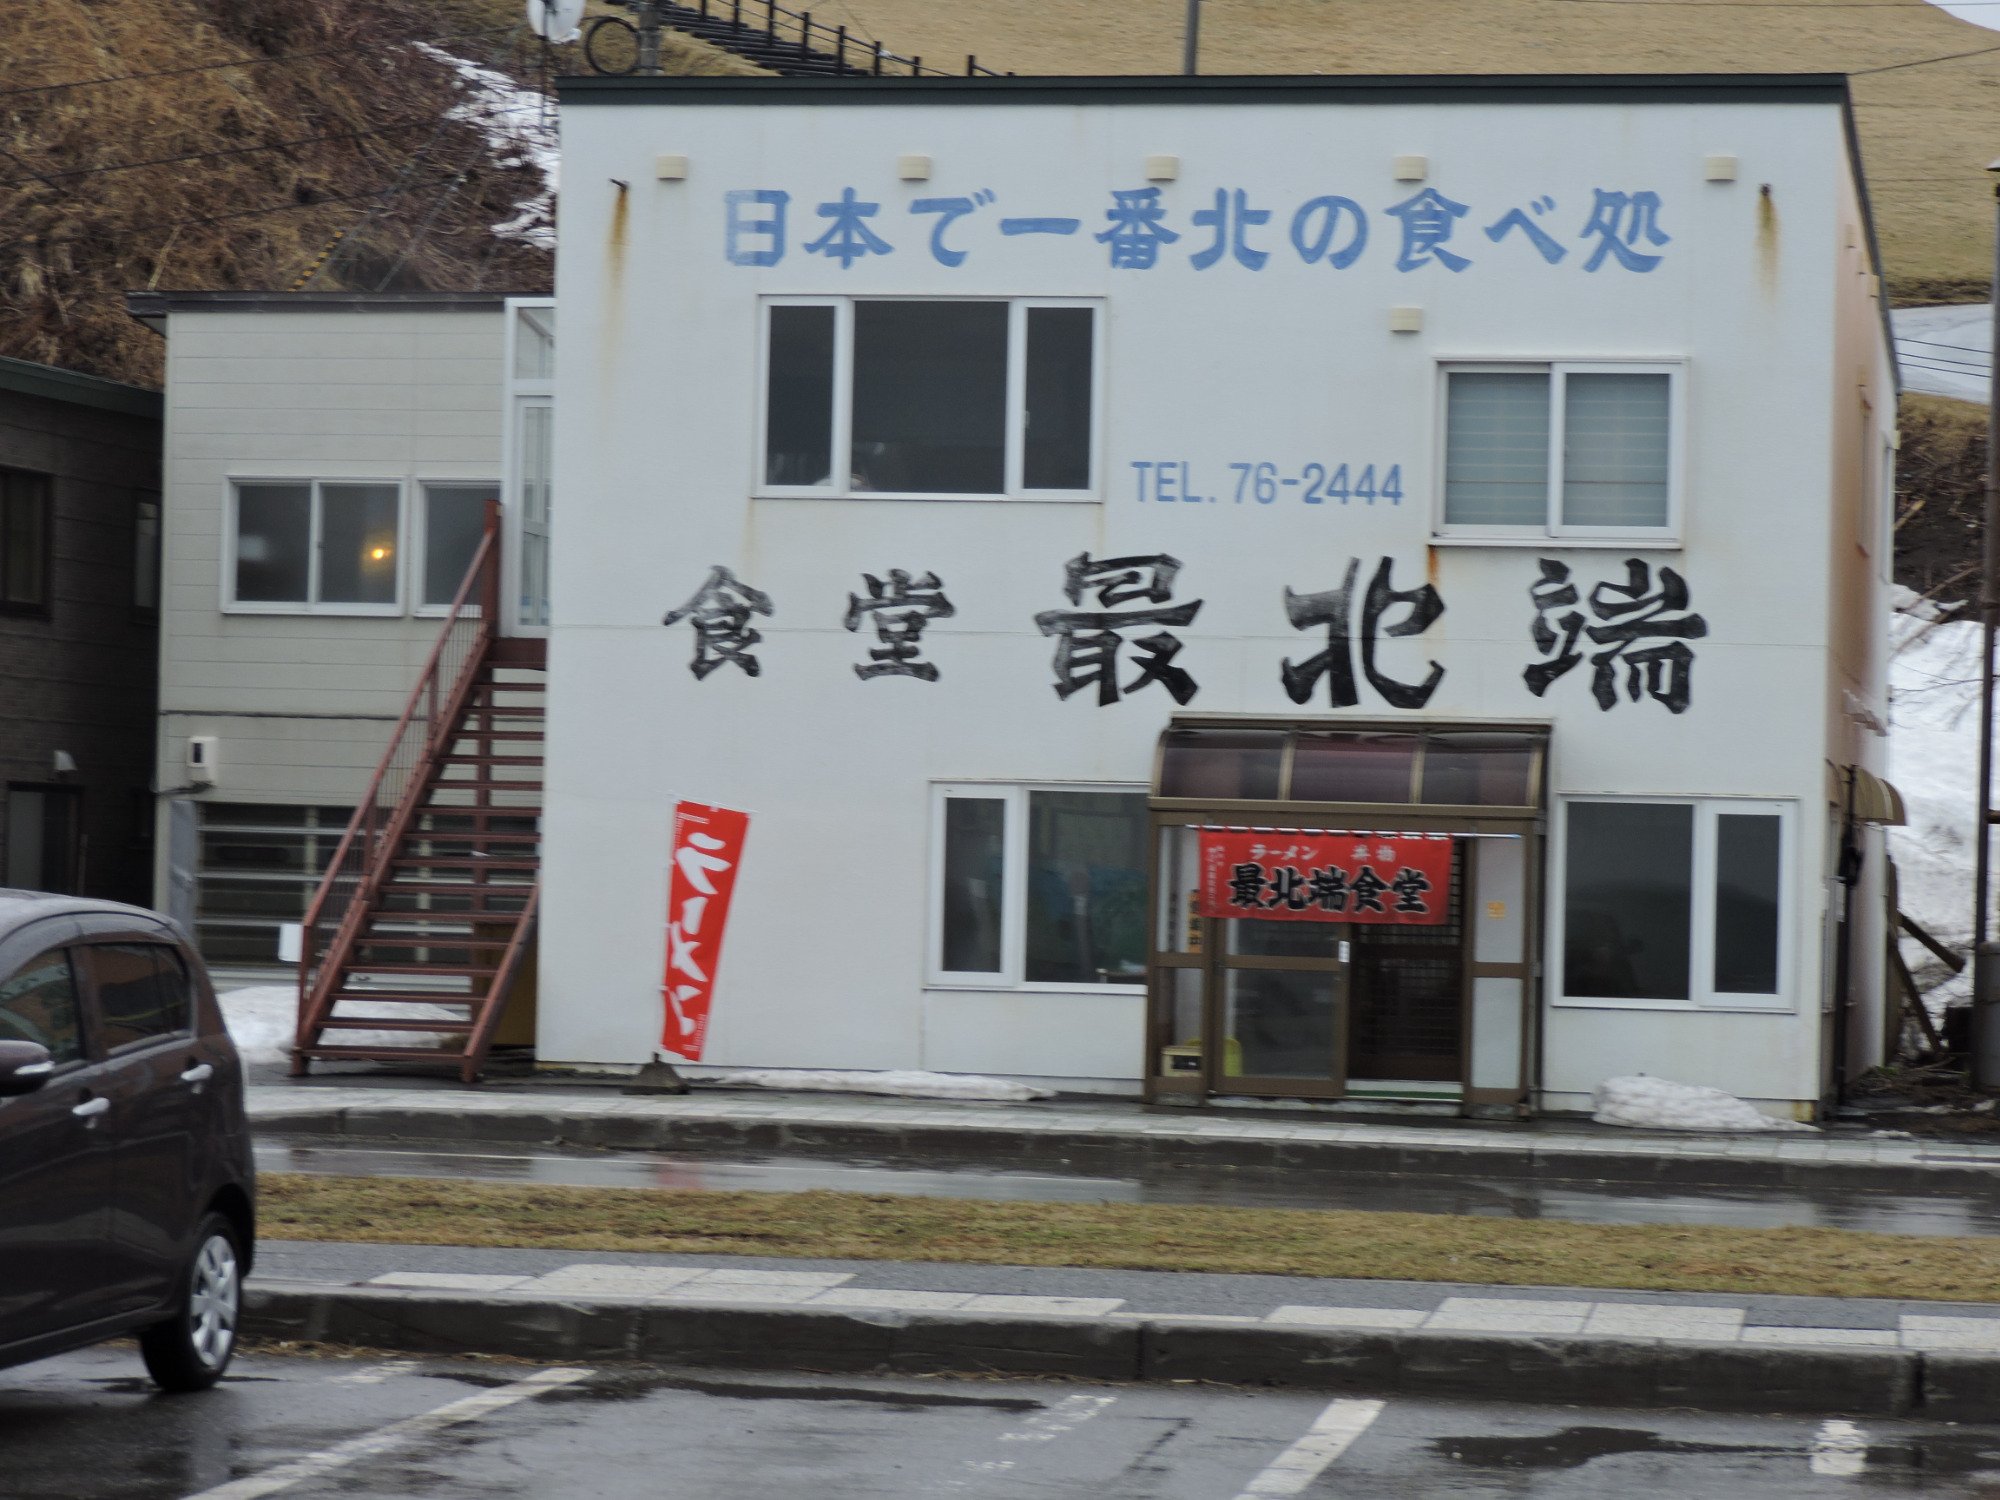 日本で一番北の食べ処
TEL. 76-2444
食堂最北端
ラーメン 丼物
最北端食堂
ラーメン